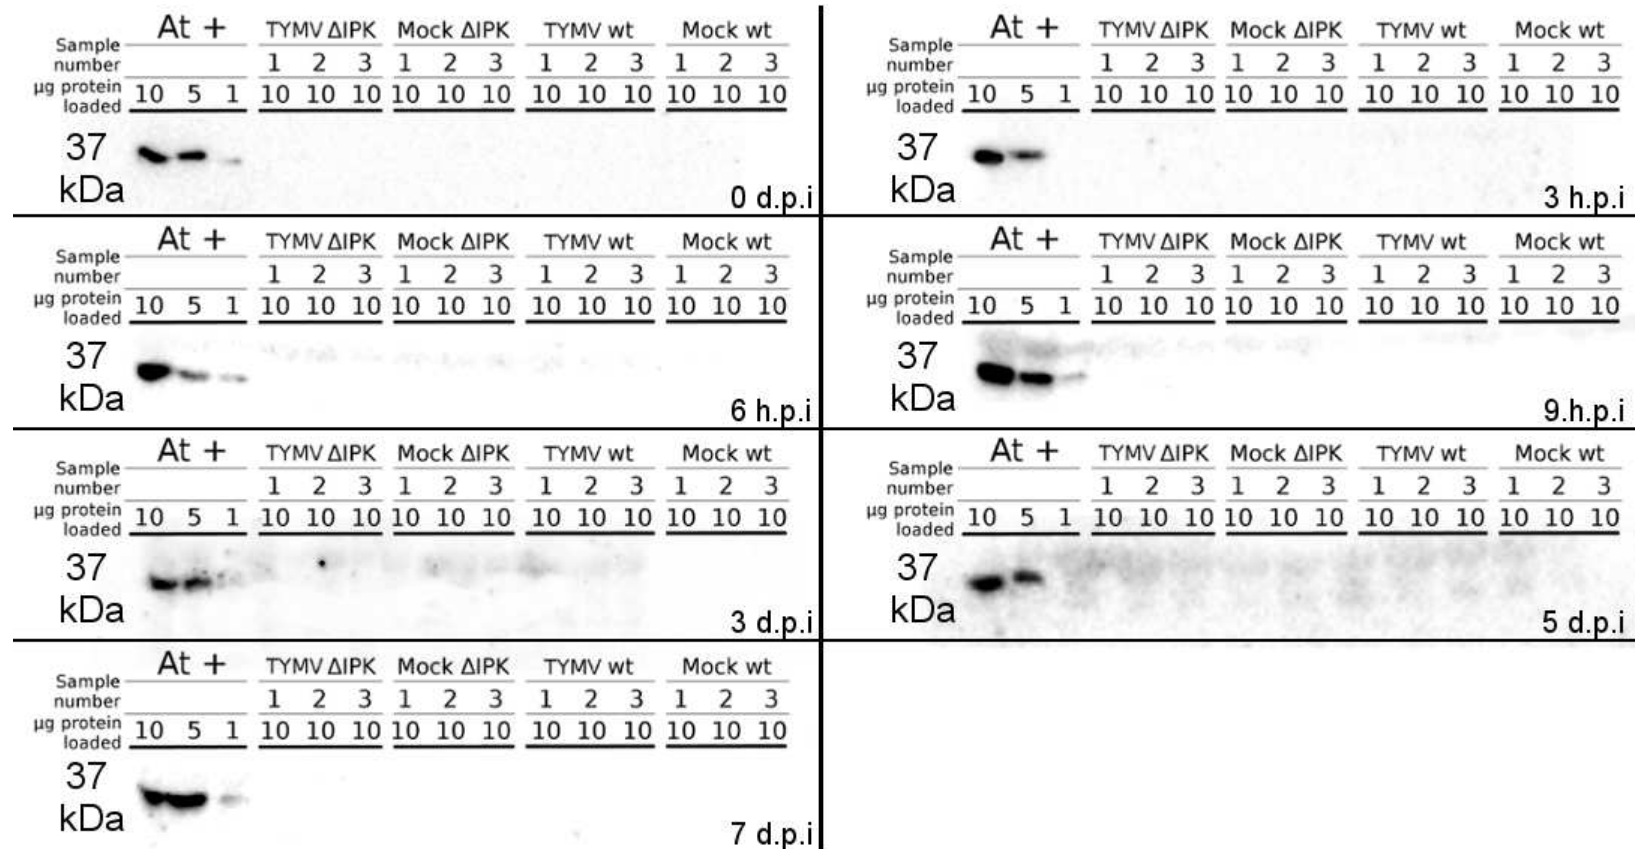 At + TYMV ΔIPK Mock ΔIPK TYMV wt Mock wt
Sample
number 1 2 3 1 2 3 1 2 3 1 2 3
µg protein
loaded 10 5 1 10 10 10 10 10 10 10 10 10 10 10 10
37
kDa
0 d.p.i
At + TYMV ΔIPK Mock ΔIPK TYMV wt Mock wt
Sample
number 1 2 3 1 2 3 1 2 3 1 2 3
µg protein
loaded 10 5 1 10 10 10 10 10 10 10 10 10 10 10 10
37
kDa
3 h.p.i
At + TYMV ΔIPK Mock ΔIPK TYMV wt Mock wt
Sample
number 1 2 3 1 2 3 1 2 3 1 2 3
µg protein
loaded 10 5 1 10 10 10 10 10 10 10 10 10 10 10 10
37
kDa
6 h.p.i
At + TYMV ΔIPK Mock ΔIPK TYMV wt Mock wt
Sample
number 1 2 3 1 2 3 1 2 3 1 2 3
µg protein
loaded 10 5 1 10 10 10 10 10 10 10 10 10 10 10 10
37
kDa
9.h.p.i
At + TYMV ΔIPK Mock ΔIPK TYMV wt Mock wt
Sample
number 1 2 3 1 2 3 1 2 3 1 2 3
µg protein
loaded 10 5 1 10 10 10 10 10 10 10 10 10 10 10 10
37
kDa
3 d.p.i
At + TYMV ΔIPK Mock ΔIPK TYMV wt Mock wt
Sample
number 1 2 3 1 2 3 1 2 3 1 2 3
µg protein
loaded 10 5 1 10 10 10 10 10 10 10 10 10 10 10 10
37
kDa
5 d.p.i
At + TYMV ΔIPK Mock ΔIPK TYMV wt Mock wt
Sample
number 1 2 3 1 2 3 1 2 3 1 2 3
µg protein
loaded 10 5 1 10 10 10 10 10 10 10 10 10 10 10 10
37
kDa
7 d.p.i